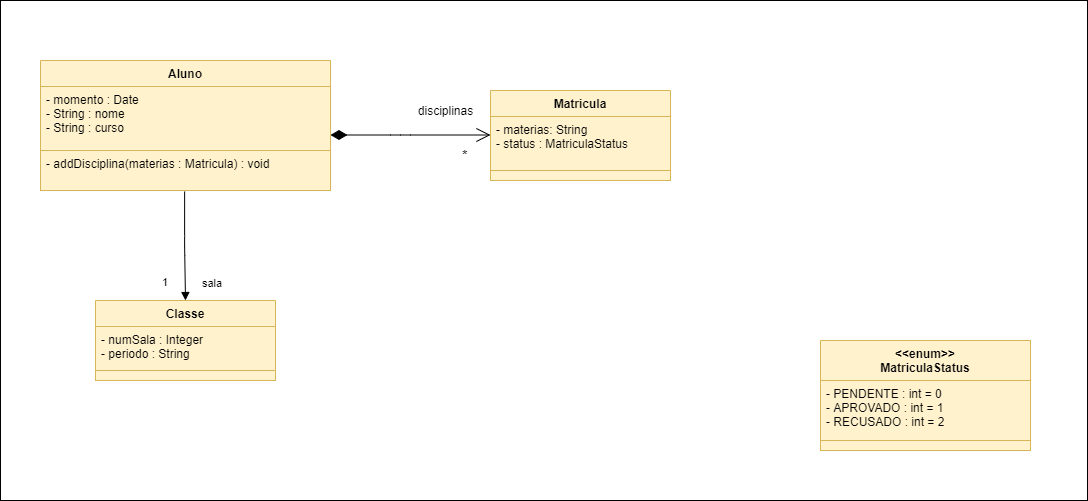 Aluno
- momento : Date
- String : nome
- String : curso
- addDisciplina(materias : Matricula) : void
disciplinas
*
Matricula
- materias: String
- status : MatriculaStatus
1
sala
Classe
- numSala : Integer
- periodo : String
<<enum>>
MatriculaStatus
- PENDENTE : int = 0
- APROVADO : int = 1
- RECUSADO : int = 2